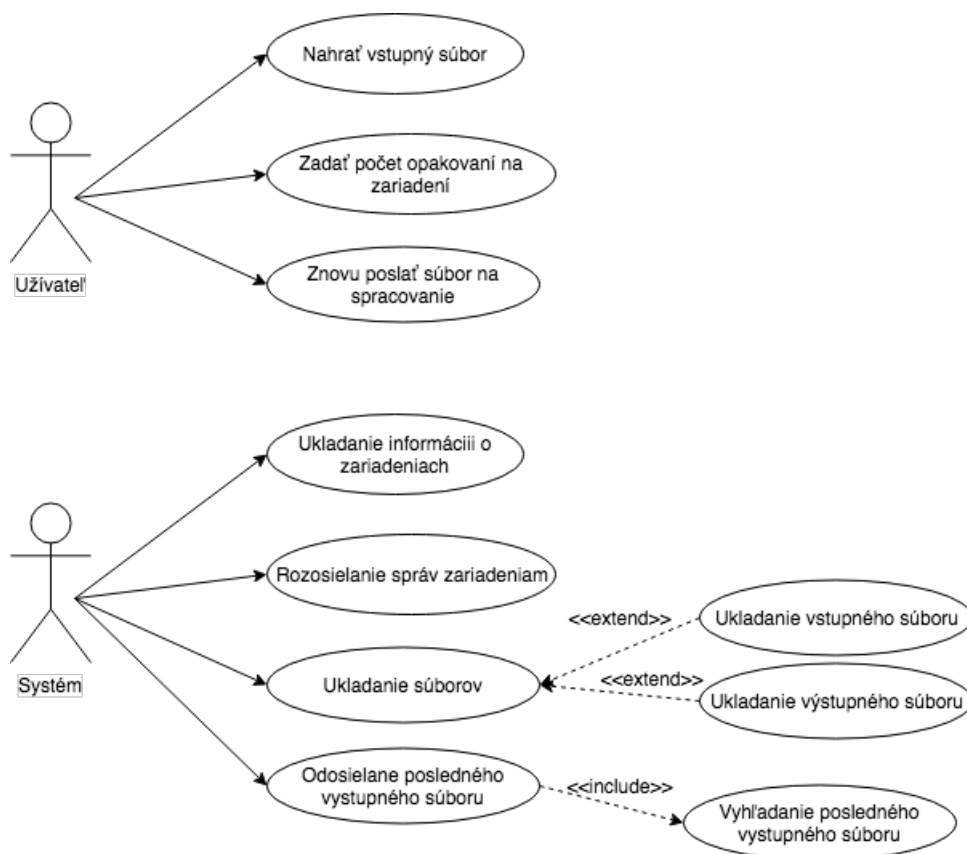 Nahrať vstupný súbor
Zadať počet opakovaní na
zariadení
Znovu poslať súbor na
spracovanie
Užívateľ
Ukladanie informáciii o
zariadeniach
Rozosielanie správ zariadeniam
<<extend>>
Ukladanie vstupného súboru
Systém
Ukladanie súborov
<<extend>>
Ukladanie výstupného súboru
Odosielane posledného
vystupného súboru
<<include>>
Vyhľadanie posledného
vystupného súboru